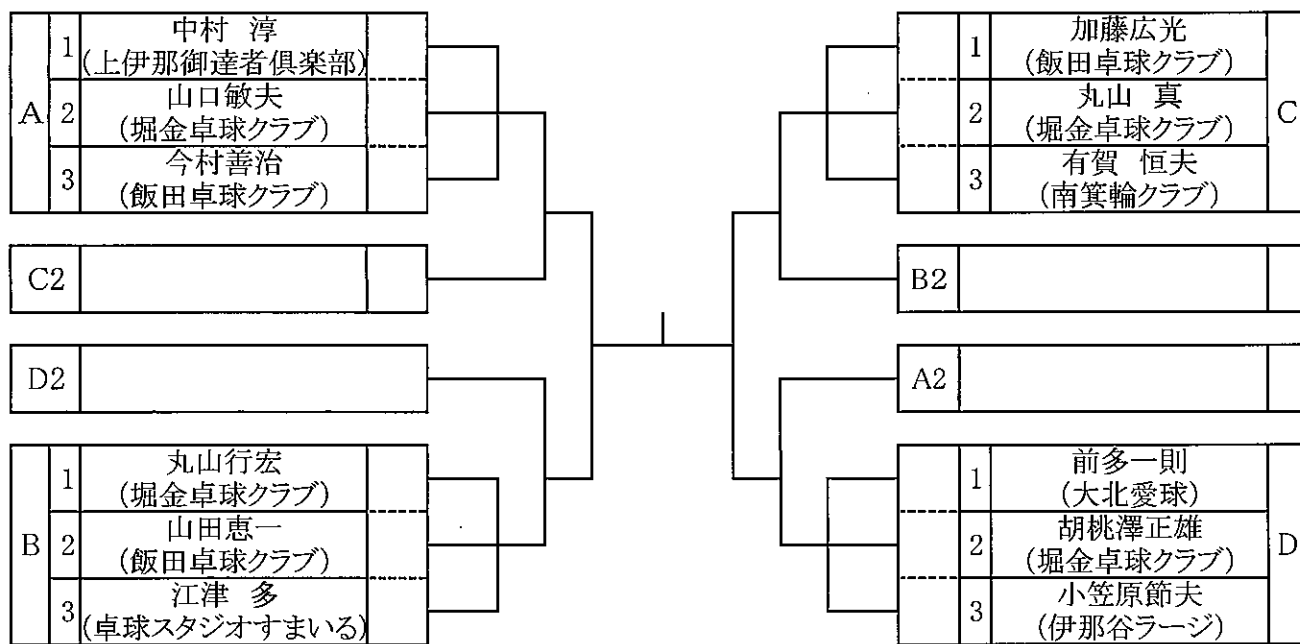 A
1
中村 淳
(上伊那御達者倶楽部)
2
山口敏夫
(堀金卓球クラブ)
3
今村善治
(飯田卓球クラブ)
C2
D2
B
1
丸山行宏
(堀金卓球クラブ)
2
山田恵一
(飯田卓球クラブ)
3
江津 多
(卓球スタジオすまいる)
C
1
加藤広光
(飯田卓球クラブ)
2
丸山 真
(堀金卓球クラブ)
3
有賀 恒夫
(南箕輪クラブ)
B2
A2
D
1
前多一則
(大北愛球)
2
胡桃澤正雄
(堀金卓球クラブ)
3
小笠原節夫
(伊那谷ラージ)